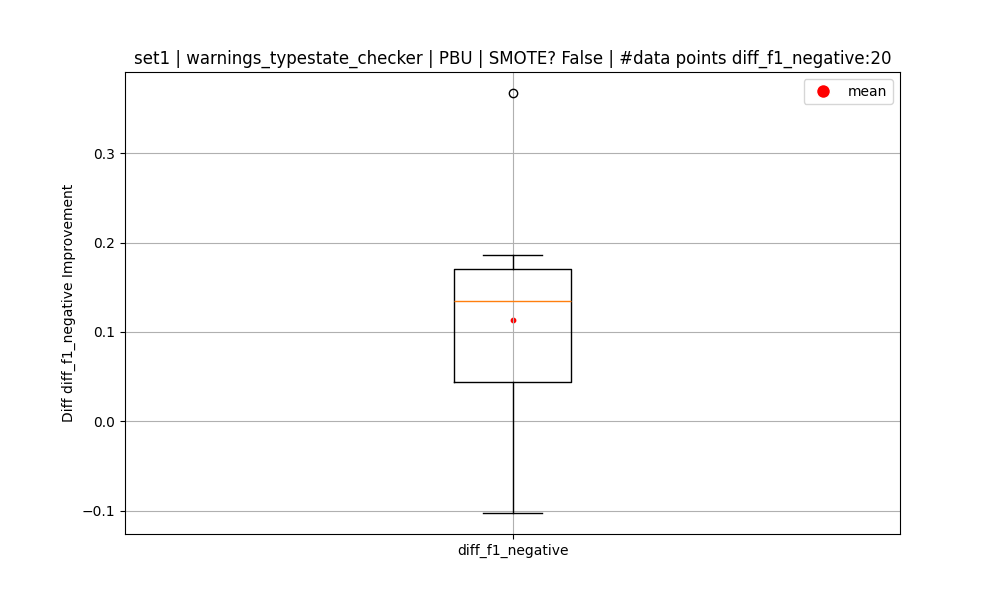 set1 | warnings_typestate_checker | PBU | SMOTE? False | #data points diff_f1_negative:20
mean
0.3
0.2
0.1
0.0
−0.1
Diff diff_f1_negative Improvement
diff_f1_negative